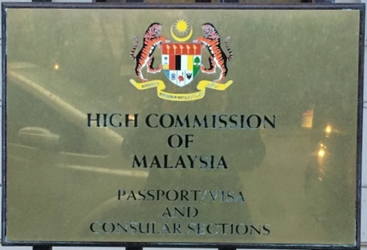 HIGH COMMISSION
OF
MALAYSIA
PASSPORT/VISA
AND
CONSULAR SECTIONS